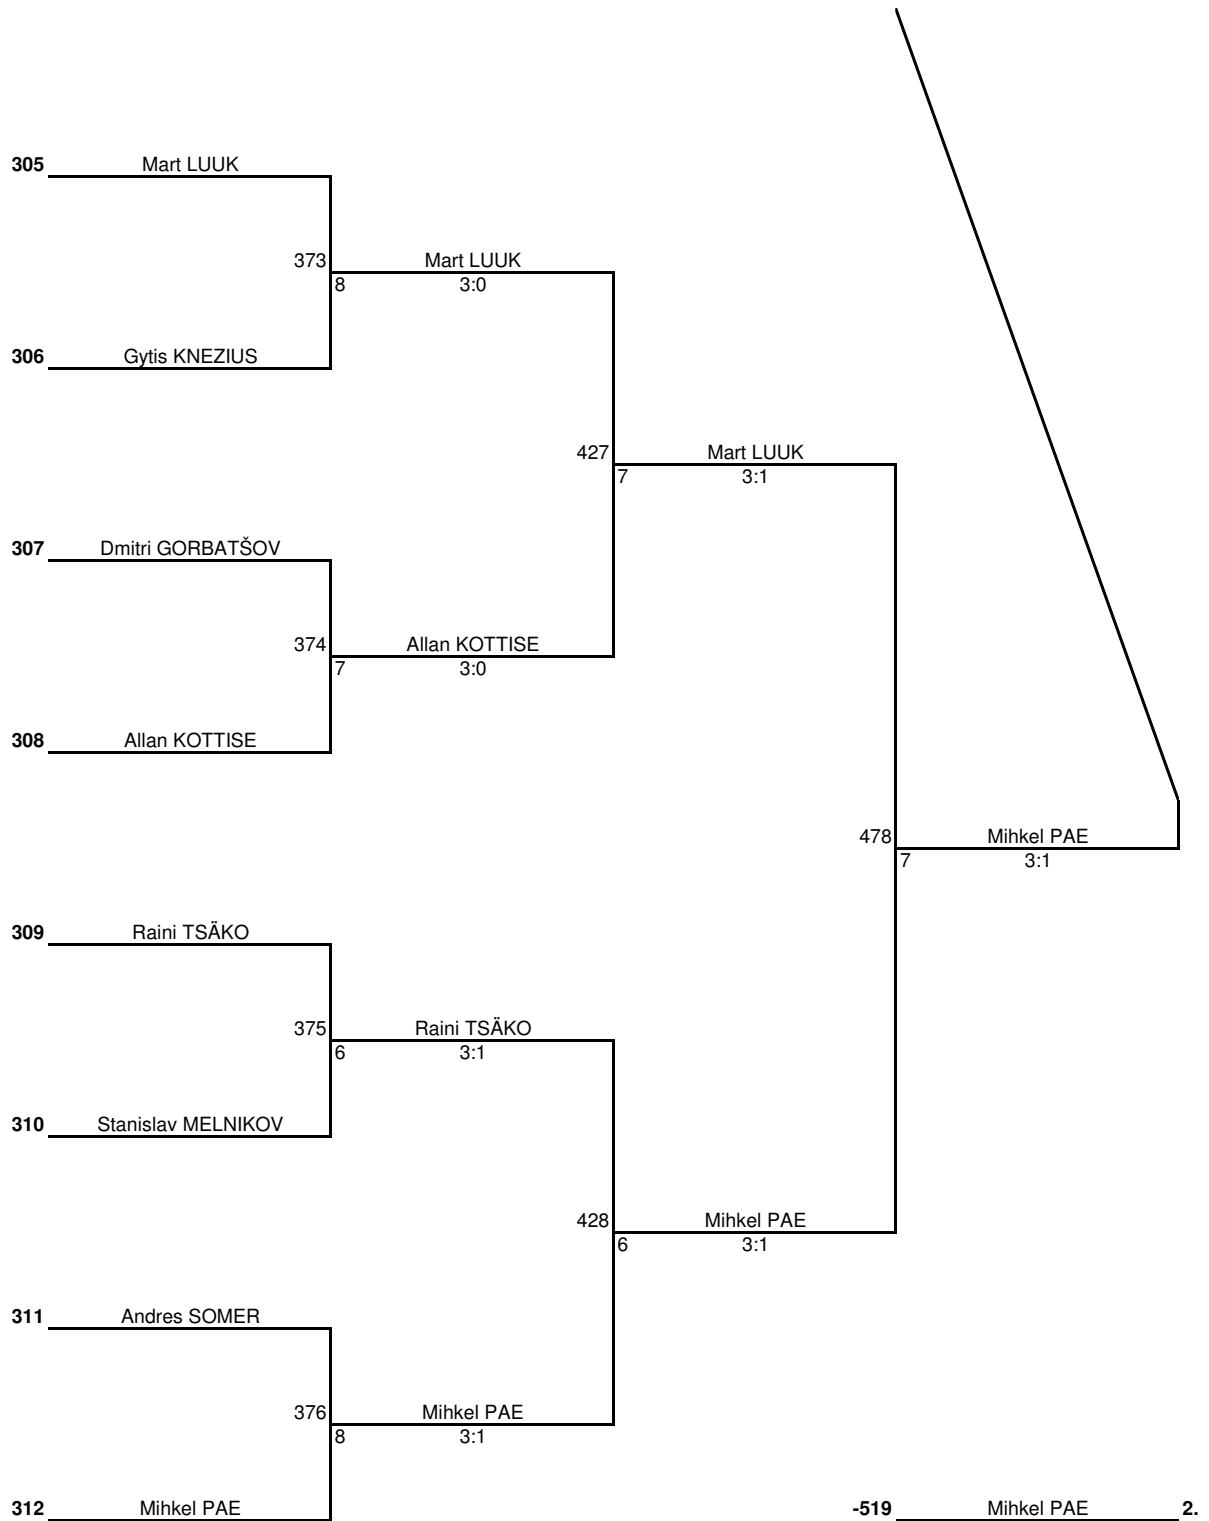 305 Mart LUUK
373 Mart LUUK
8 3:0
306 Gytis KNEZIUS
427 Mart LUUK
7 3:1
307 Dmitri GORBATŠOV
374 Allan KOTTISE
7 3:0
308 Allan KOTTISE
478 Mihkel PAE
7 3:1
309 Raini TSÄKO
375 Raini TSÄKO
6 3:1
310 Stanislav MELNIKOV
428 Mihkel PAE
6 3:1
311 Andres SOMER
376 Mihkel PAE
8 3:1
312 Mihkel PAE
-519 Mihkel PAE 2.